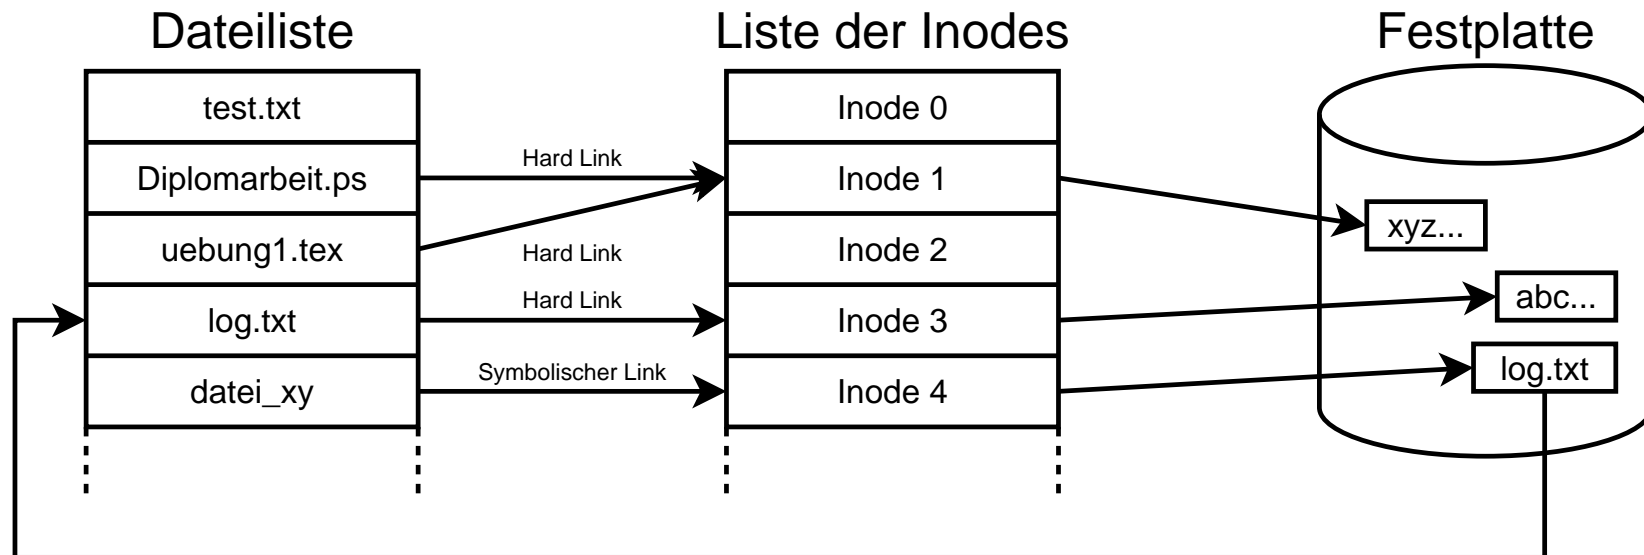 Dateiliste
Liste der Inodes
Festplatte
test.txt
Inode 0
Diplomarbeit.ps
Hard Link
Inode 1
xyz...
uebung1.tex
Hard Link
Inode 2
log.txt
Hard Link
Inode 3
abc...
datei_xy
Symbolischer Link
Inode 4
log.txt